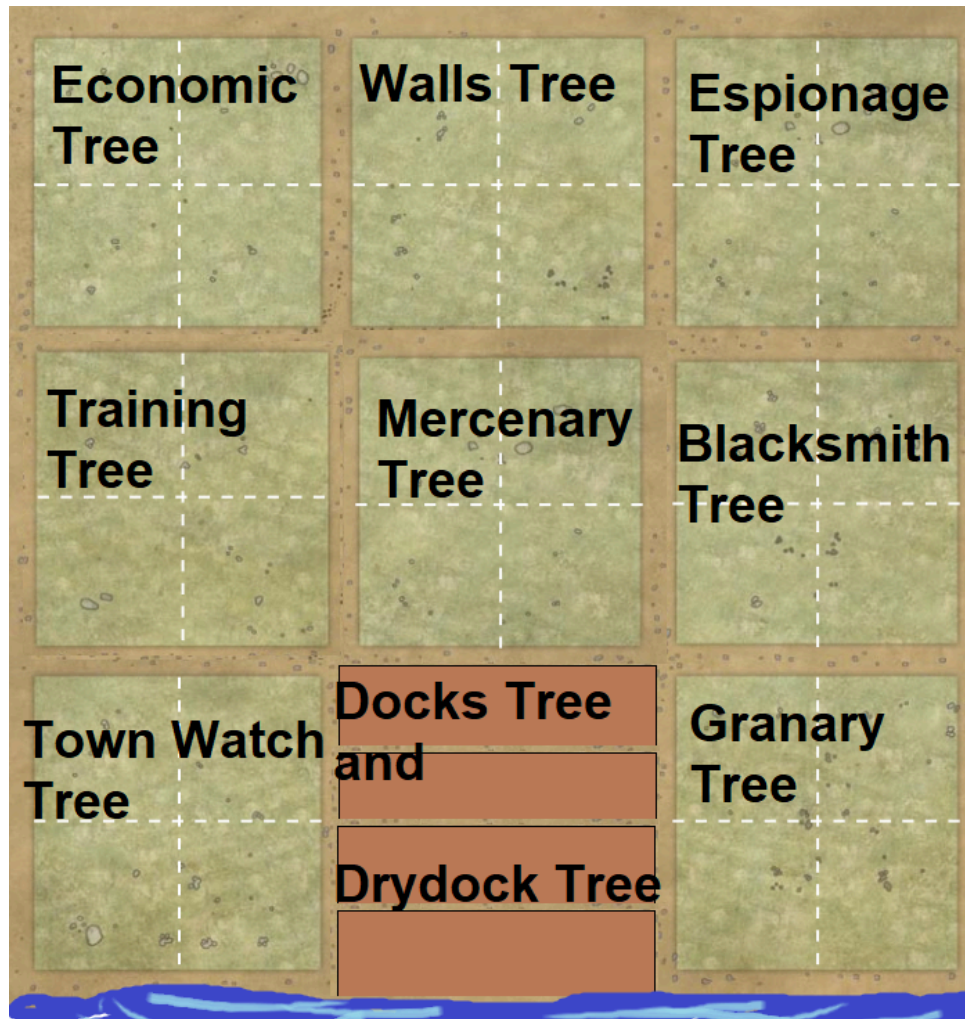 Economic
Tree
Walls Tree
Espionage
Tree
Training
Tree
Mercenary
Tree
Blacksmith
Tree
Town Watch
Tree
Docks Tree
and
Drydock Tree
Granary
Tree